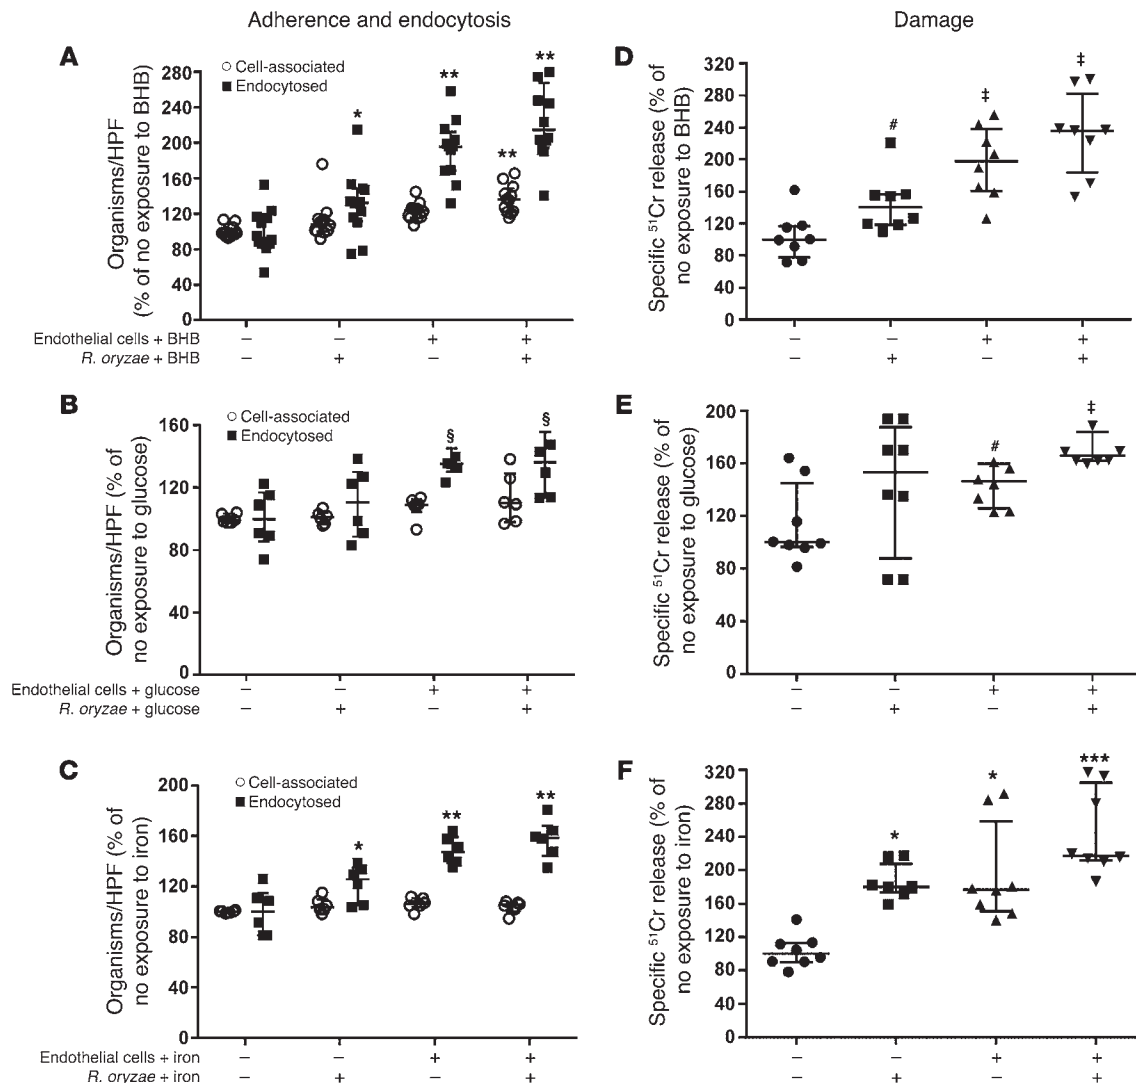 Adherence and endocytosis
Damage
A
Organisms/HPF
(% of no exposure to BHB)
○ Cell-associated
■ Endocytosed
280
240
200
160
120
80
40
0
*
**
**
**
Endothelial cells + BHB – – + +
R. oryzae + BHB – + – +
D
Specific ⁵¹Cr release (% of
no exposure to BHB)
320
280
240
200
160
120
80
40
0
#
‡
‡
– – + +
– + – +
B
Organisms/HPF (% of
no exposure to glucose)
○ Cell-associated
■ Endocytosed
160
120
80
40
0
§
§
Endothelial cells + glucose – – + +
R. oryzae + glucose – + – +
E
Specific ⁵¹Cr release (% of
no exposure to glucose)
200
160
120
80
40
0
#
‡
– – + +
– + – +
C
Organisms/HPF (% of
no exposure to iron)
○ Cell-associated
■ Endocytosed
200
160
120
80
40
0
*
**
**
Endothelial cells + iron – – + +
R. oryzae + iron – + – +
F
Specific ⁵¹Cr release (% of
no exposure to iron)
320
280
240
200
160
120
80
40
0
*
*
***
– – + +
– + – +